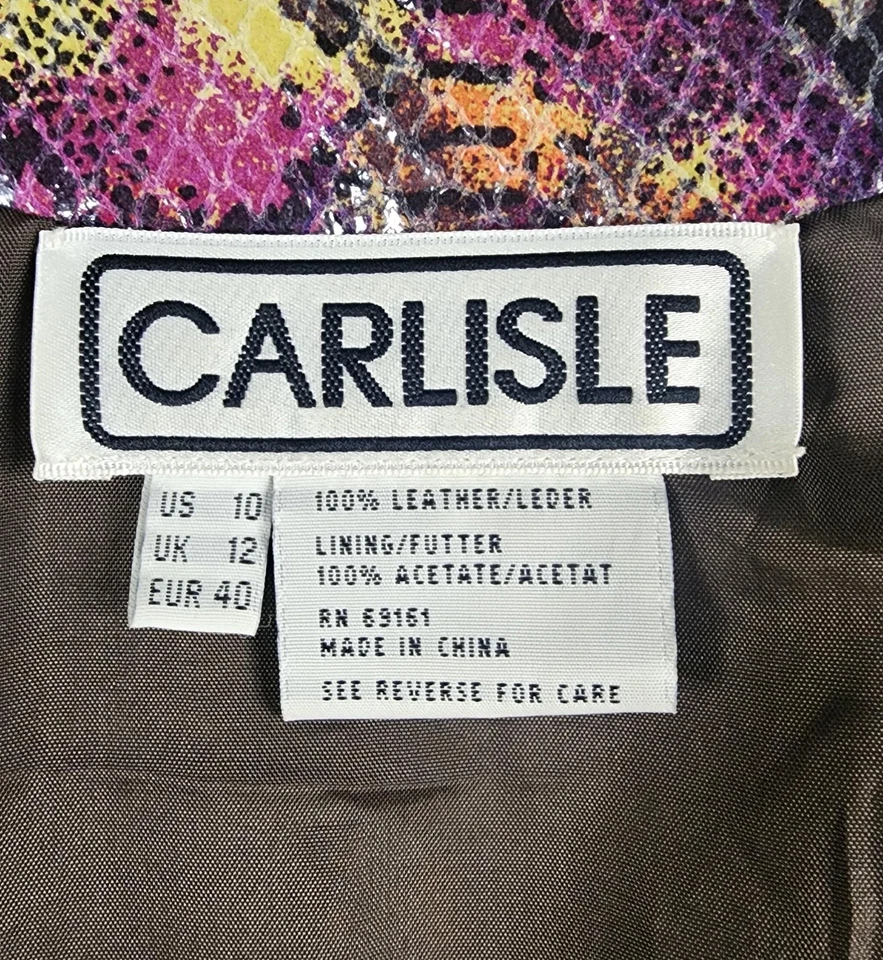 CARLISLE
US 10
UK 12
EUR 40
100% LEATHER/LEDER
LINING/FUTTER
100% ACETATE/ACETAT
RN 69161
MADE IN CHINA
SEE REVERSE FOR CARE